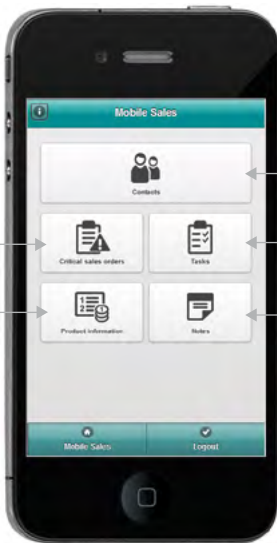 Mobile Sales
Contacts
Critical sales orders
Tasks
Product information
Notes
Mobile Sales
Logout